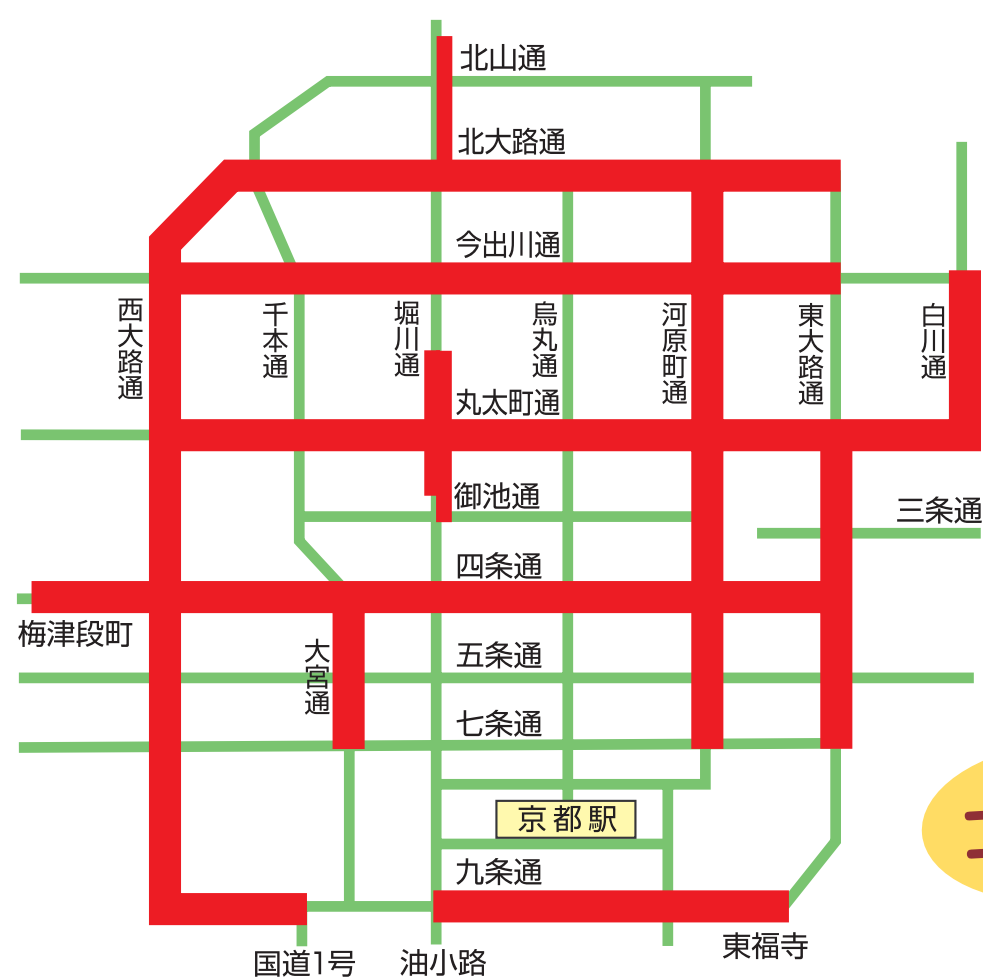 北山通
北大路通
今出川通
西大路通
千本通
堀川通
烏丸通
河原町通
東大路通
白川通
丸太町通
御池通
三条通
四条通
梅津段町
大宮通
五条通
七条通
京都駅
九条通
東福寺
国道1号
油小路